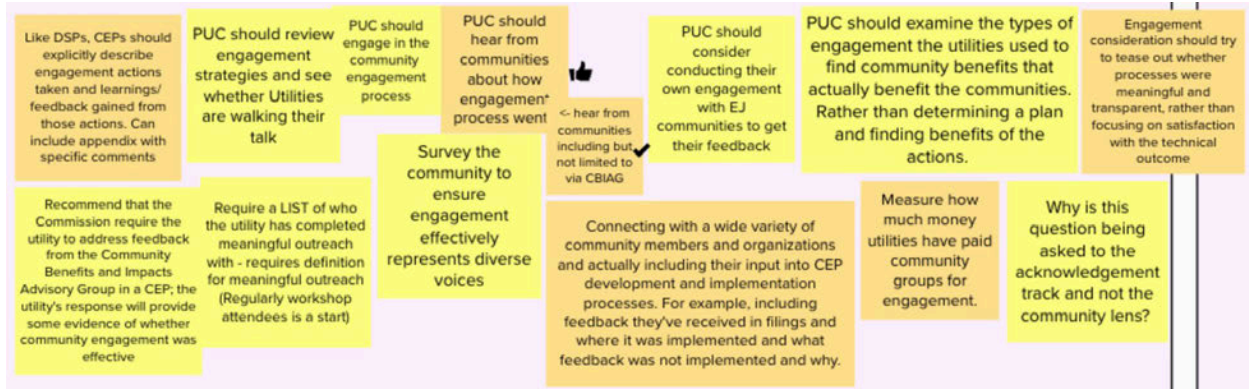 Like DSPs, CEPs should
explicitly describe
engagement actions
taken and learnings/
feedback gained from
those actions. Can
include appendix with
specific comments
PUC should review
engagement
strategies and see
whether Utilities
are walking their
talk
PUC should
engage in the
community
engagement
process
PUC should
hear from
communities
about how
engagement
process went
<- hear from
communities
including but
not limited to
via CBIAG
PUC should
consider
conducting their
own engagement
with EJ
communities to get
their feedback
PUC should examine the types of
engagement the utilities used to
find community benefits that
actually benefit the communities.
Rather than determining a plan
and finding benefits of the
actions.
Engagement
consideration should try
to tease out whether
processes were
meaningful and
transparent, rather than
focusing on satisfaction
with the technical
outcome
Recommend that the
Commission require the
utility to address feedback
from the Community
Benefits and Impacts
Advisory Group in a CEP; the
utility's response will provide
some evidence of whether
community engagement was
effective
Require a LIST of who
the utility has completed
meaningful outreach
with - requires definition
for meaningful outreach
(Regularly workshop
attendees is a start)
Survey the
community to
ensure
engagement
effectively
represents diverse
voices
Connecting with a wide variety of
community members and organizations
and actually including their input into CEP
development and implementation
processes. For example, including
feedback they've received in filings and
where it was implemented and what
feedback was not implemented and why.
Measure how
much money
utilities have paid
community
groups for
engagement.
Why is this
question being
asked to the
acknowledgement
track and not the
community lens?